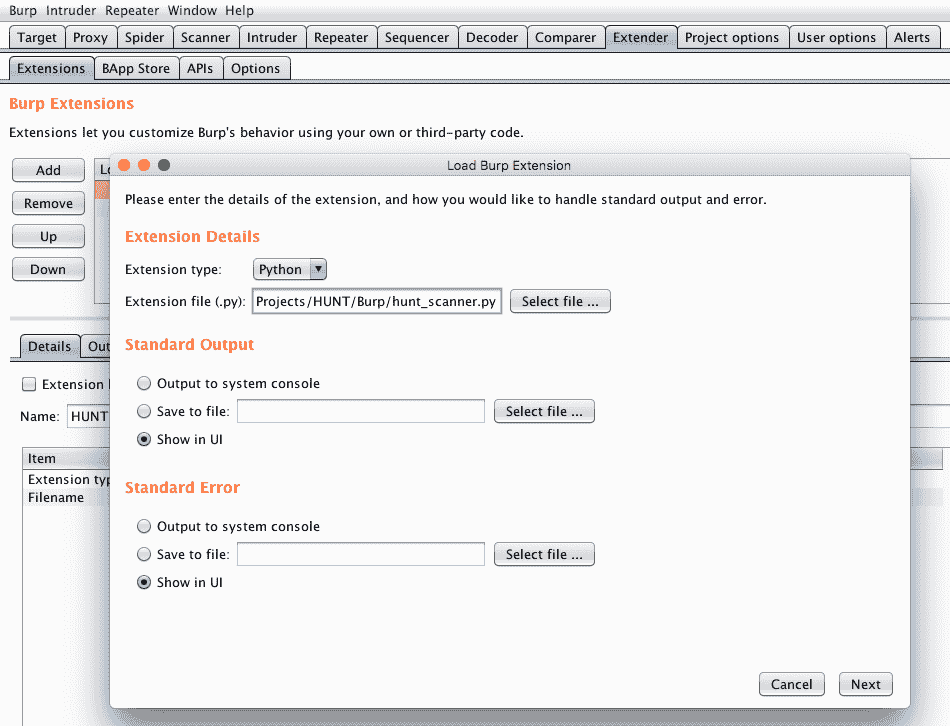 Burp Intruder Repeater Window Help
Target Proxy Spider Scanner Intruder Repeater Sequencer Decoder Comparer Extender Project options User options Alerts
Extensions BApp Store APIs Options
Burp Extensions
Extensions let you customize Burp's behavior using your own or third-party code.
Add
Remove
Up
Down
Load Burp Extension
Please enter the details of the extension, and how you would like to handle standard output and error.
Extension Details
Extension type: Python
Extension file (.py): Projects/HUNT/Burp/hunt_scanner.py Select file ...
Standard Output
Output to system console
Save to file: Select file ...
Show in UI
Standard Error
Output to system console
Save to file: Select file ...
Show in UI
Cancel Next
Details Out
Extension
Name: HUNT
Item
Extension typ
Filename